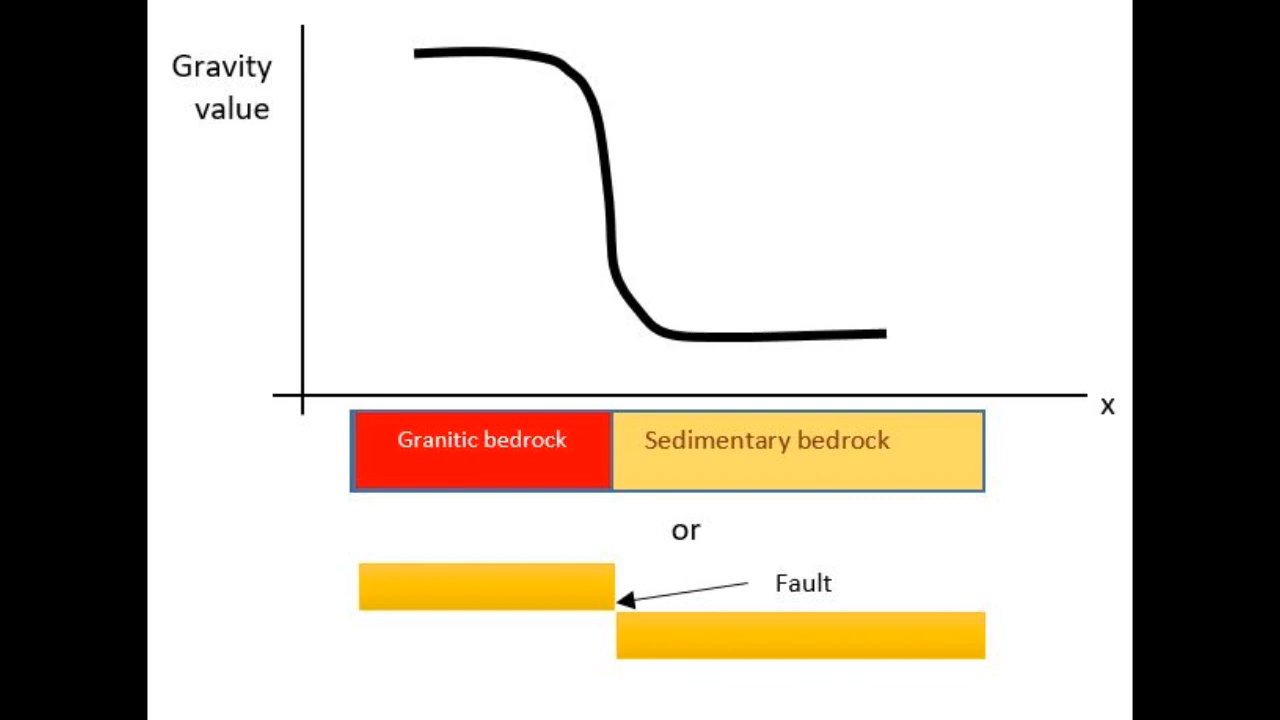 Gravity
value
x
Granitic bedrock
Sedimentary bedrock
or
Fault